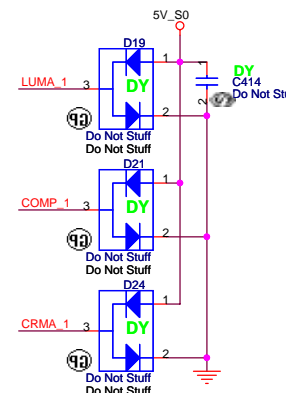 5V_S0
D19
LUMA_1 3
1
2
DY
Do Not Stuff
Do Not Stuff
1
2
DY
C414
Do Not St
D21
COMP_1 3
1
2
DY
Do Not Stuff
Do Not Stuff
D24
CRMA_1 3
1
2
DY
Do Not Stuff
Do Not Stuff